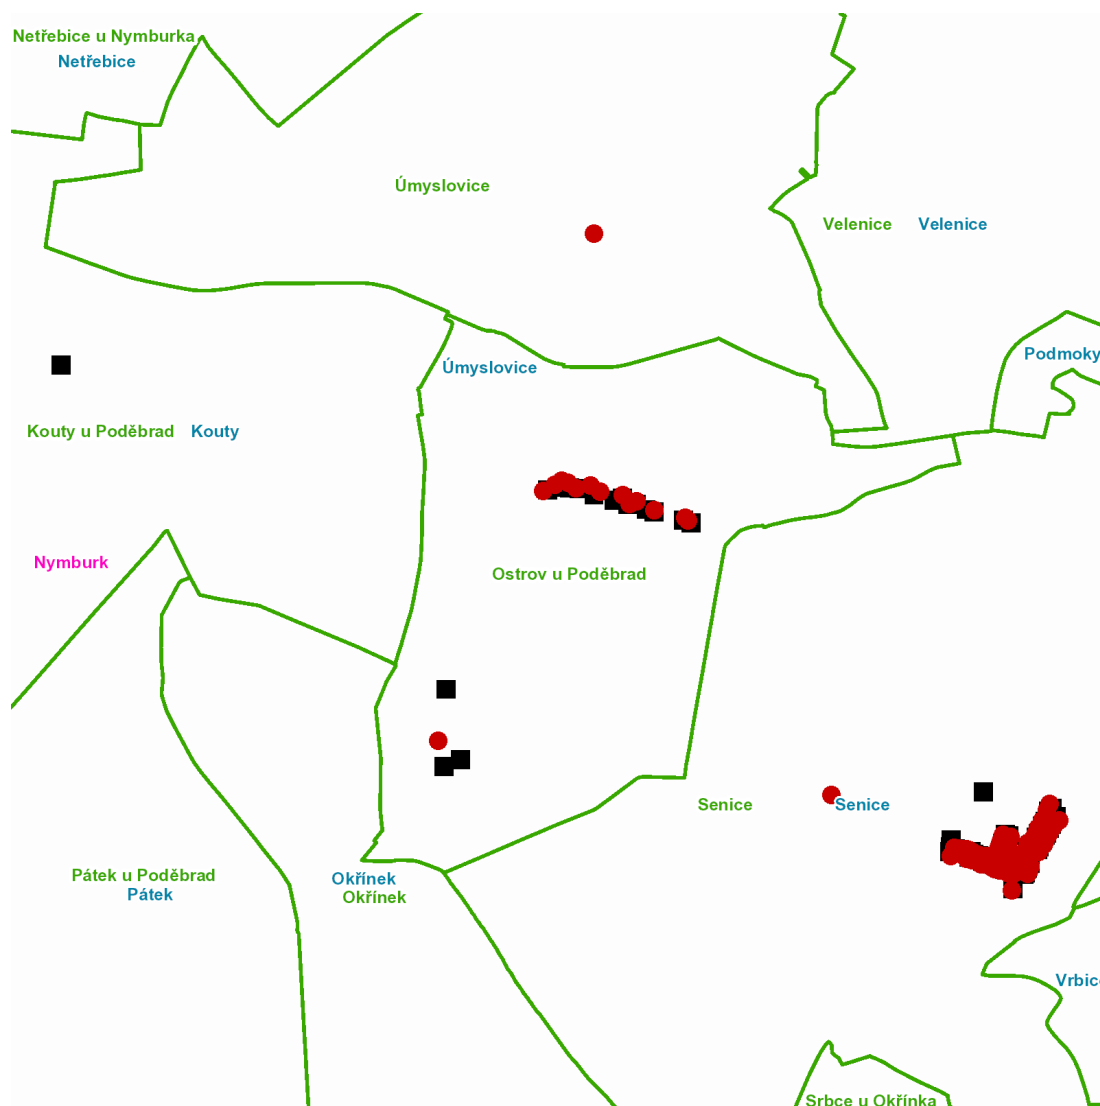 Netřebice u Nymburka
Netřebice
Úmyslovice
Velenice Velenice
Podmoky
Úmyslovice
Kouty u Poděbrad Kouty
Nymburk
Ostrov u Poděbrad
Senice Senice
Pátek u Poděbrad
Pátek
Okřínek
Okřínek
Vrbic
Srbce u Okřínka